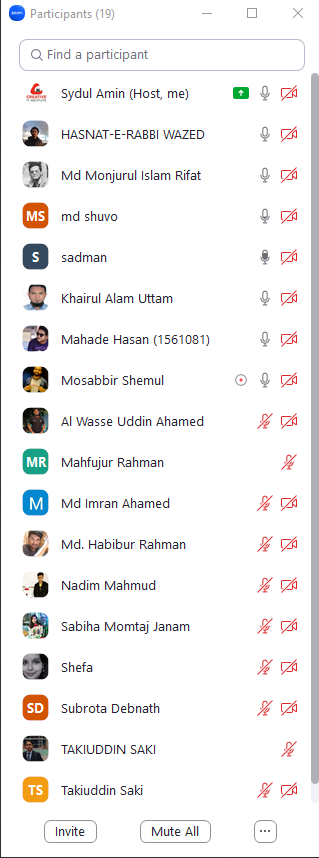 zoom
Participants (19)
Find a participant
CREATIVE
IT INSTITUTE
Sydul Amin (Host, me)
HASNAT-E-RABBI WAZED
Md Monjurul Islam Rifat
MS md shuvo
S sadman
Khairul Alam Uttam
Mahade Hasan (1561081)
Mosabbir Shemul
Al Wasse Uddin Ahamed
MR Mahfujur Rahman
M Md Imran Ahamed
Md. Habibur Rahman
Nadim Mahmud
Sabiha Momtaj Janam
Shefa
SD Subrota Debnath
TAKIUDDIN SAKI
TS Takiuddin Saki
Invite Mute All ...